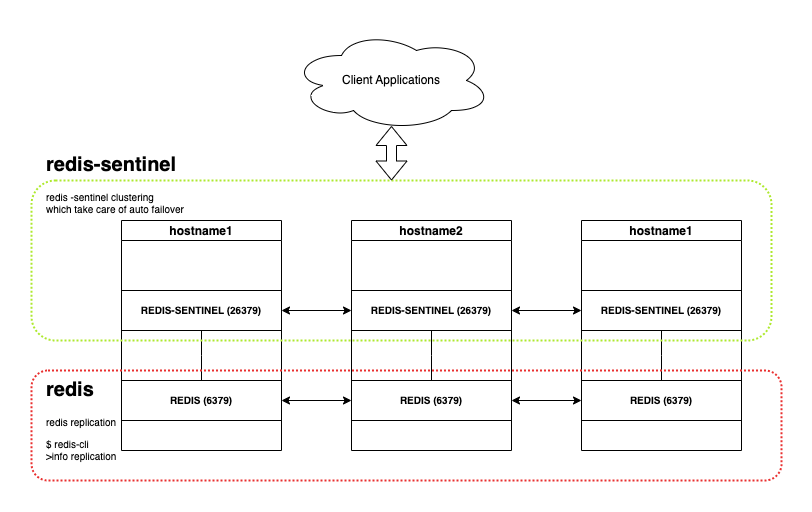 Client Applications
redis-sentinel
redis -sentinel clustering
which take care of auto failover
hostname1
hostname2
hostname1
REDIS-SENTINEL (26379)
REDIS-SENTINEL (26379)
REDIS-SENTINEL (26379)
redis
REDIS (6379)
REDIS (6379)
REDIS (6379)
redis replication
$ redis-cli
>info replication